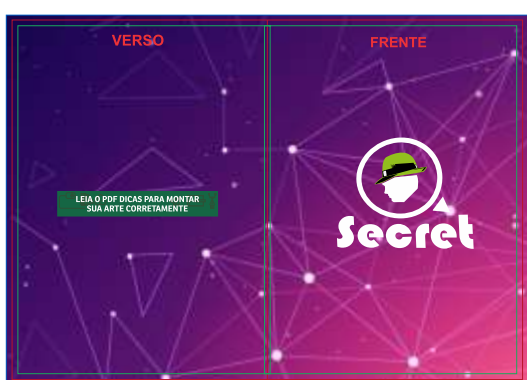 VERSO
FRENTE
LEIA O PDF DICAS PARA MONTAR
SUA ARTE CORRETAMENTE
Secret